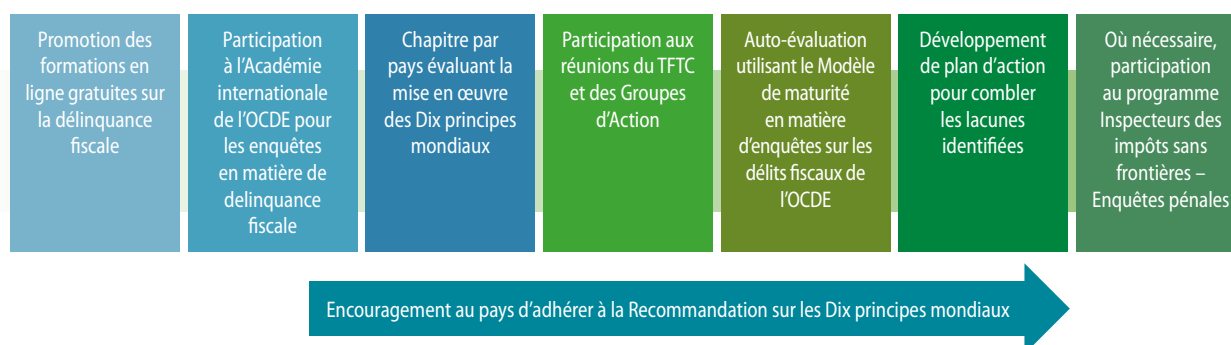 Promotion des
formations en
ligne gratuites sur
la délinquance
fiscale
Participation
à l'Académie
internationale
de l'OCDE pour
les enquêtes
en matière de
delinquance
fiscale
Chapitre par
pays évaluant la
mise en œuvre
des Dix principes
mondiaux
Participation aux
réunions du TFTC
et des Groupes
d'Action
Auto-évaluation
utilisant le Modèle
de maturité
en matière
d'enquêtes sur les
délits fiscaux de
l'OCDE
Développement
de plan d'action
pour combler
les lacunes
identifiées
Où nécessaire,
participation
au programme
Inspecteurs des
impôts sans
frontières –
Enquêtes pénales
Encouragement au pays d'adhérer à la Recommandation sur les Dix principes mondiaux